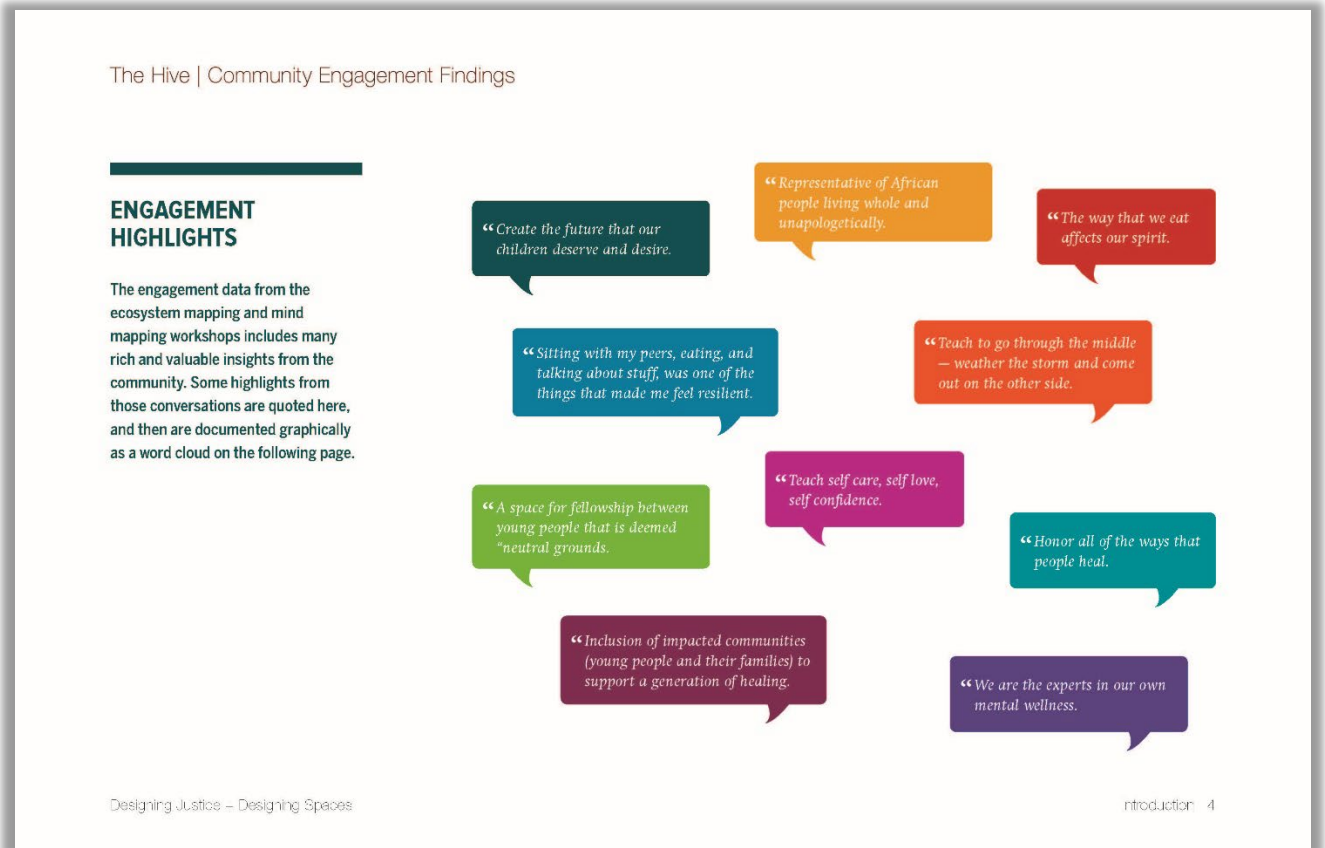 The Hive | Community Engagement Findings
ENGAGEMENT
HIGHLIGHTS
The engagement data from the
ecosystem mapping and mind
mapping workshops includes many
rich and valuable insights from the
community. Some highlights from
those conversations are quoted here,
and then are documented graphically
as a word cloud on the following page.
“Create the future that our
children deserve and desire.
“Representative of African
people living whole and
unapologetically.
“The way that we eat
affects our spirit.
“Sitting with my peers, eating, and
talking about stuff, was one of the
things that made me feel resilient.
“Teach to go through the middle
— weather the storm and come
out on the other side.
“A space for fellowship between
young people that is deemed
“neutral grounds.
“Teach self care, self love,
self confidence.
“Honor all of the ways that
people heal.
“Inclusion of impacted communities
(young people and their families) to
support a generation of healing.
“We are the experts in our own
mental wellness.
Designing Justice – Designing Spaces
ntroduction 4